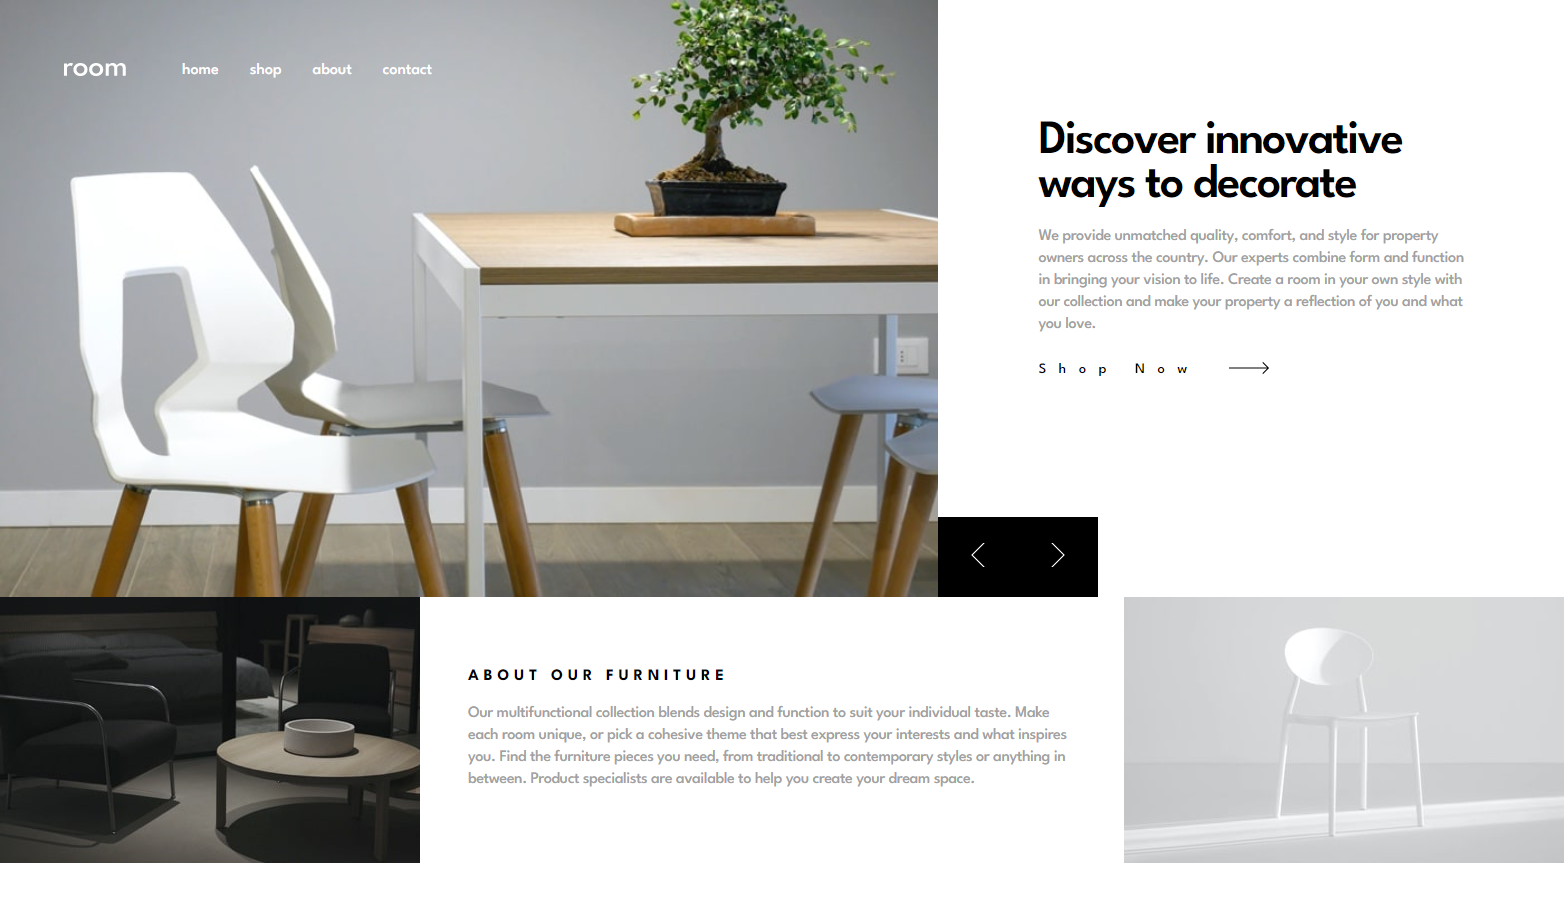 room
home shop about contact
Discover innovative
ways to decorate
We provide unmatched quality, comfort, and style for property
owners across the country. Our experts combine form and function
in bringing your vision to life. Create a room in your own style with
our collection and make your property a reflection of you and what
you love.
Shop Now
ABOUT OUR FURNITURE
Our multifunctional collection blends design and function to suit your individual taste. Make
each room unique, or pick a cohesive theme that best express your interests and what inspires
you. Find the furniture pieces you need, from traditional to contemporary styles or anything in
between. Product specialists are available to help you create your dream space.